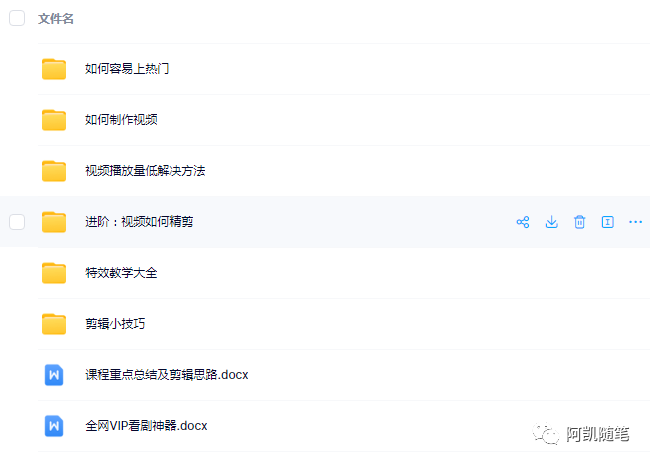 文件名
如何容易上热门
如何制作视频
视频播放量低解决方法
进阶：视频如何精剪
特效教学大全
剪辑小技巧
课程重点总结及剪辑思路.docx
全网VIP看剧神器.docx
阿凯随笔